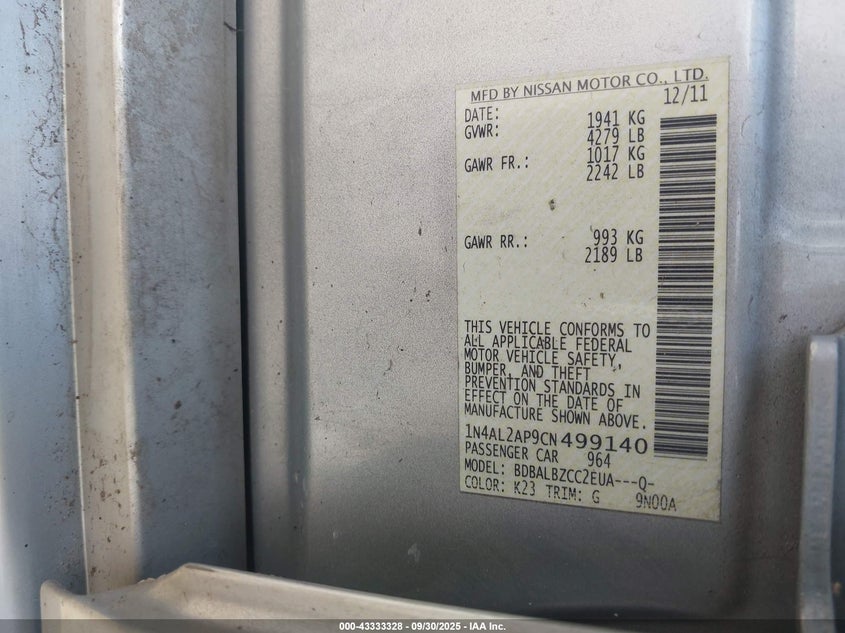 MFD BY NISSAN MOTOR CO., LTD.
DATE: 12/11
GVWR: 1941 KG
4279 LB
GAWR FR.: 1017 KG
2242 LB
GAWR RR.: 993 KG
2189 LB
THIS VEHICLE CONFORMS TO
ALL APPLICABLE FEDERAL
MOTOR VEHICLE SAFETY,
BUMPER, AND THEFT
PREVENTION STANDARDS IN
EFFECT ON THE DATE OF
MANUFACTURE SHOWN ABOVE.
1N4AL2AP9CN499140
PASSENGER CAR 964
MODEL: BDBALBZCC2EUA---Q-
COLOR: K23 TRIM: G 9N00A
000-43333328 - 09/30/2025 - IAA Inc.